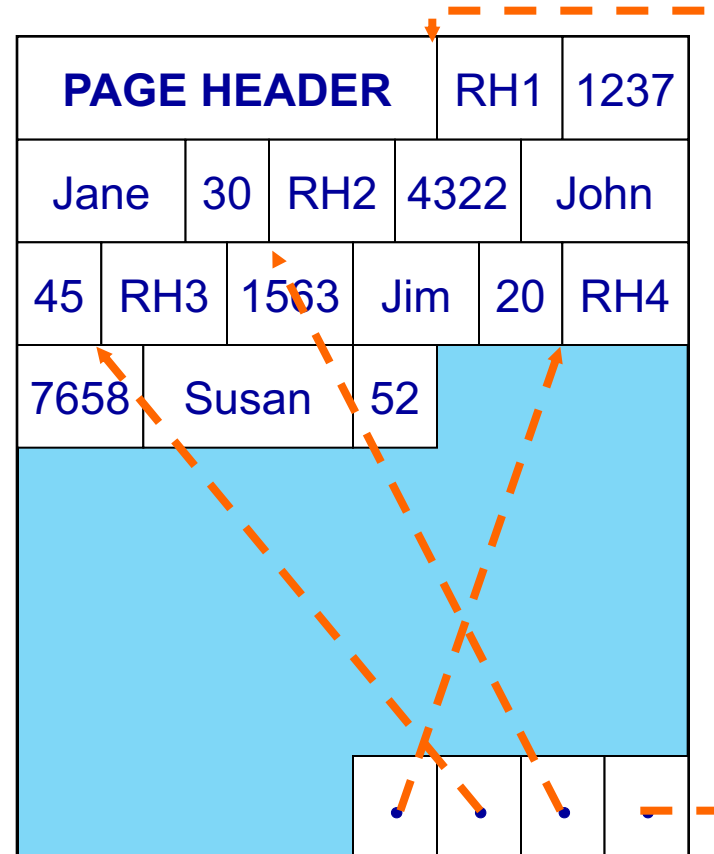 PAGE HEADER RH1 1237
Jane 30 RH2 4322 John
45 RH3 1563 Jim 20 RH4
7658 Susan 52